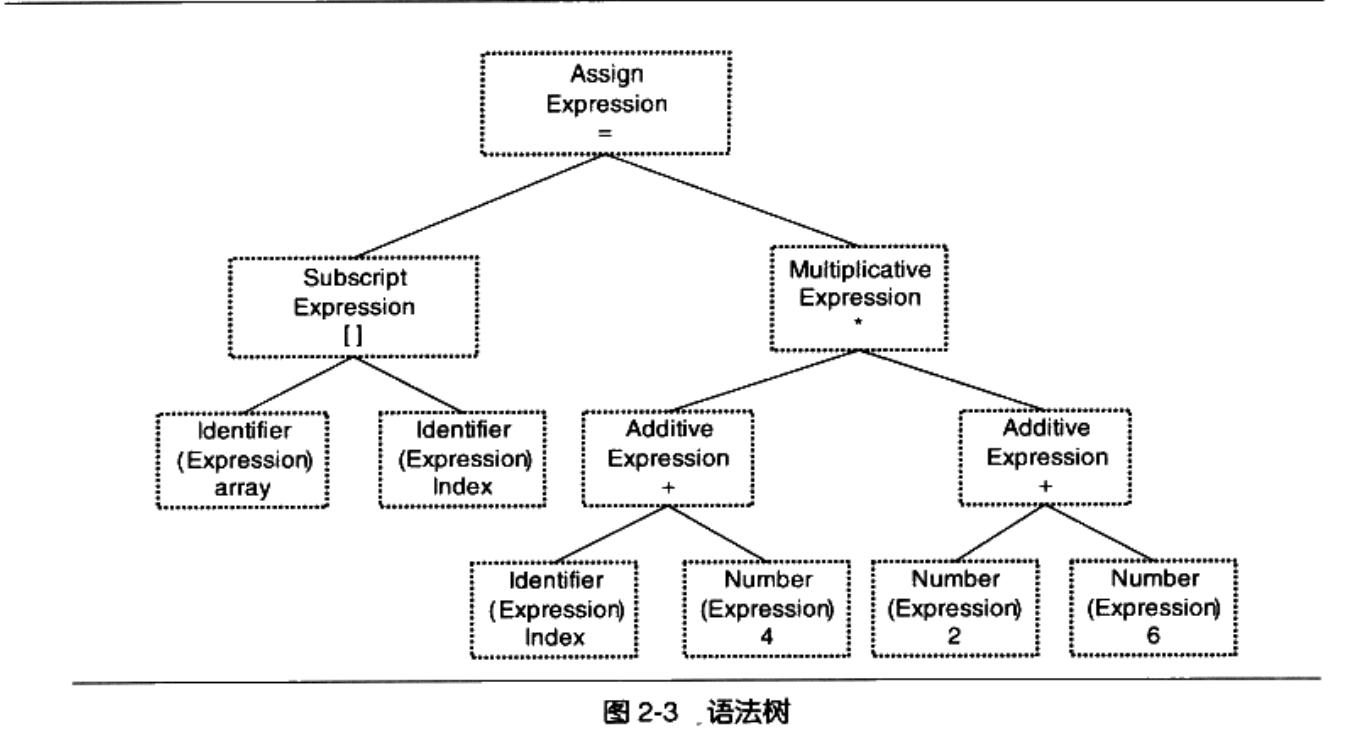 Assign
Expression
=
Subscript
Expression
[ ]
Multiplicative
Expression
*
Identifier
(Expression)
array
Identifier
(Expression)
Index
Additive
Expression
+
Additive
Expression
+
Identifier
(Expression)
Index
Number
(Expression)
4
Number
(Expression)
2
Number
(Expression)
6
图 2-3 语法树